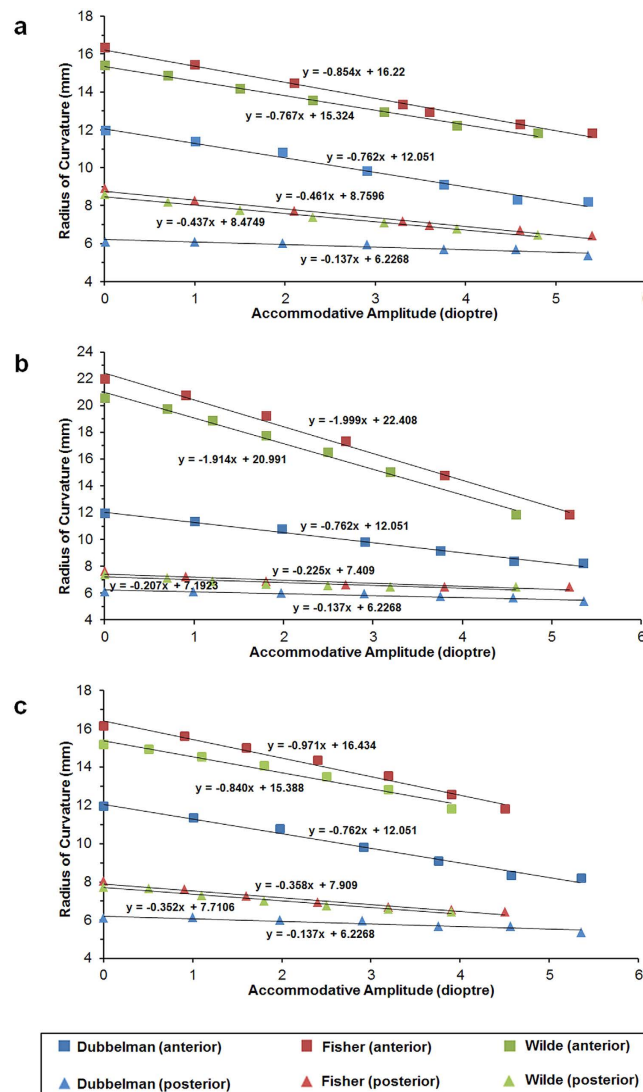 a
18
16
14
12
10
8
6
4
Radius of Curvature (mm)
y = -0.854x + 16.22
y = -0.767x + 15.324
y = -0.762x + 12.051
y = -0.461x + 8.7596
y = -0.437x + 8.4749
y = -0.137x + 6.2268
0 1 2 3 4 5 6
Accommodative Amplitude (dioptre)
b
24
22
20
18
16
14
12
10
8
6
4
Radius of Curvature (mm)
y = -1.999x + 22.408
y = -1.914x + 20.991
y = -0.762x + 12.051
y = -0.225x + 7.409
y = -0.207x + 7.1923
y = -0.137x + 6.2268
0 1 2 3 4 5 6
Accommodative Amplitude (dioptre)
c
18
16
14
12
10
8
6
4
Radius of Curvature (mm)
y = -0.971x + 16.434
y = -0.840x + 15.388
y = -0.762x + 12.051
y = -0.358x + 7.909
y = -0.352x + 7.7106
y = -0.137x + 6.2268
0 1 2 3 4 5 6
Accommodative Amplitude (dioptre)
Dubbelman (anterior) Fisher (anterior) Wilde (anterior)
Dubbelman (posterior) Fisher (posterior) Wilde (posterior)